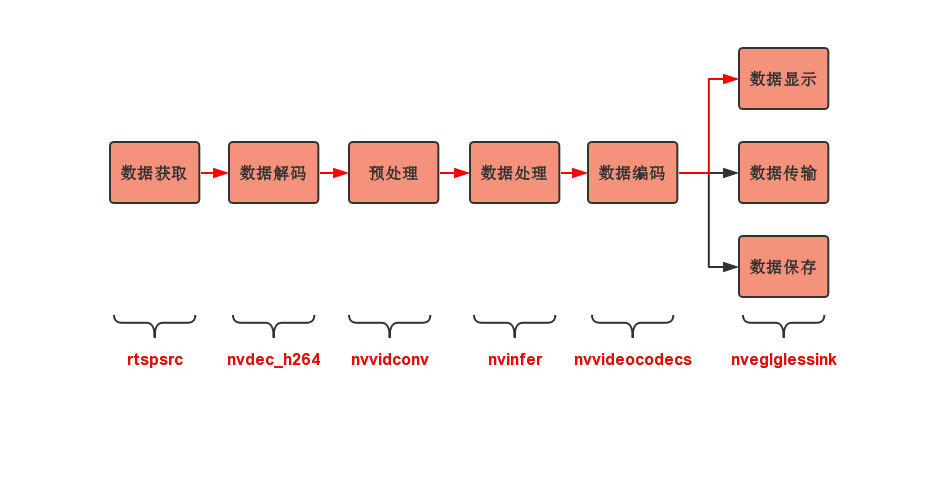 数据显示
数据获取
数据解码
预处理
数据处理
数据编码
数据传输
数据保存
rtspsrc
nvdec_h264
nvvidconv
nvinfer
nvvideocodecs
nveglglessink